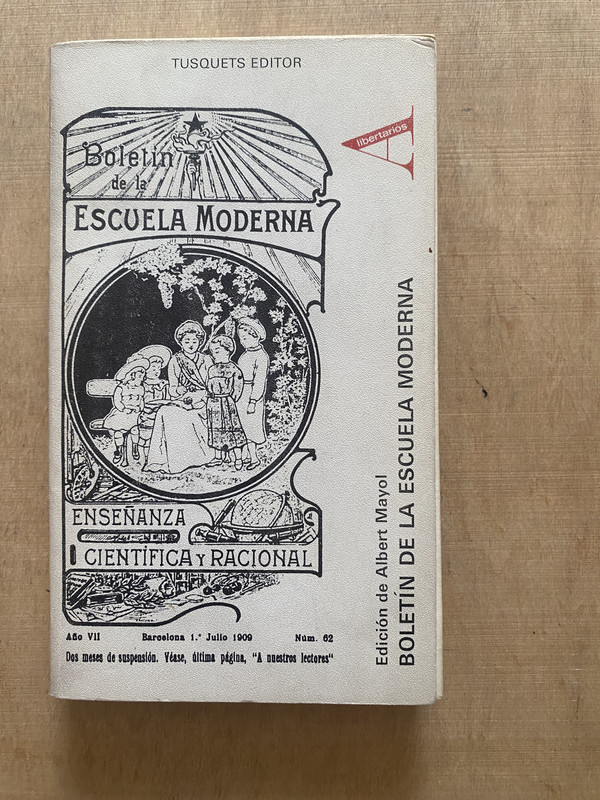 TUSQUETS EDITOR
Boletín
de la
ESCUELA MODERNA
ENSEÑANZA
CIENTÍFICA Y RACIONAL
Año VII Barcelona 1.º Julio 1909 Núm. 62
Dos meses de suspensión. Véase, última página, "A nuestros lectores"
A libertarios
Edición de Albert Mayol
BOLETÍN DE LA ESCUELA MODERNA